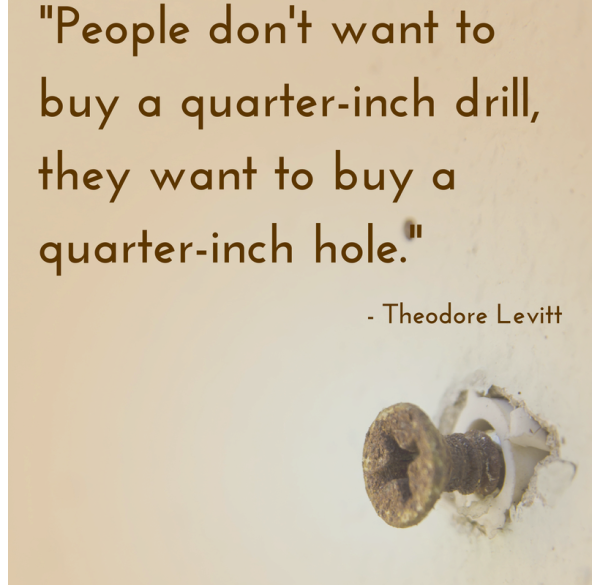 "People don't want to
buy a quarter-inch drill,
they want to buy a
quarter-inch hole."
- Theodore Levitt